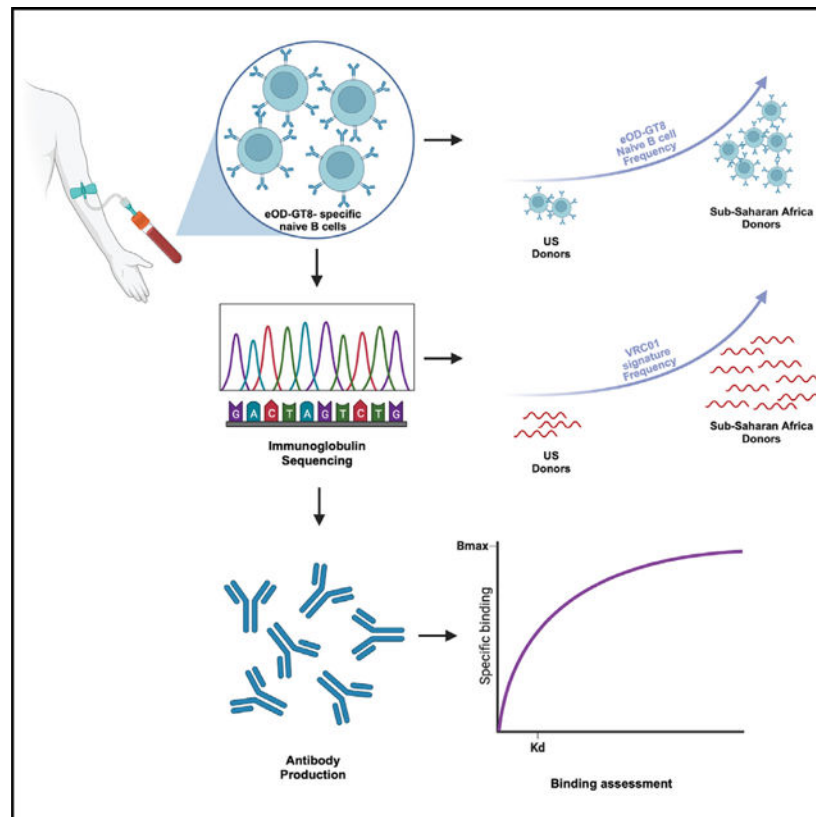 eOD-GT8- specific
naive B cells
eOD-GT8
Naive B cell
Frequency
US
Donors
Sub-Saharan Africa
Donors
G A C T A G T C T G
Immunoglobulin
Sequencing
VRC01
signature
Frequency
US
Donors
Sub-Saharan Africa
Donors
Antibody
Production
Bmax
Specific binding
Kd
Binding assessment